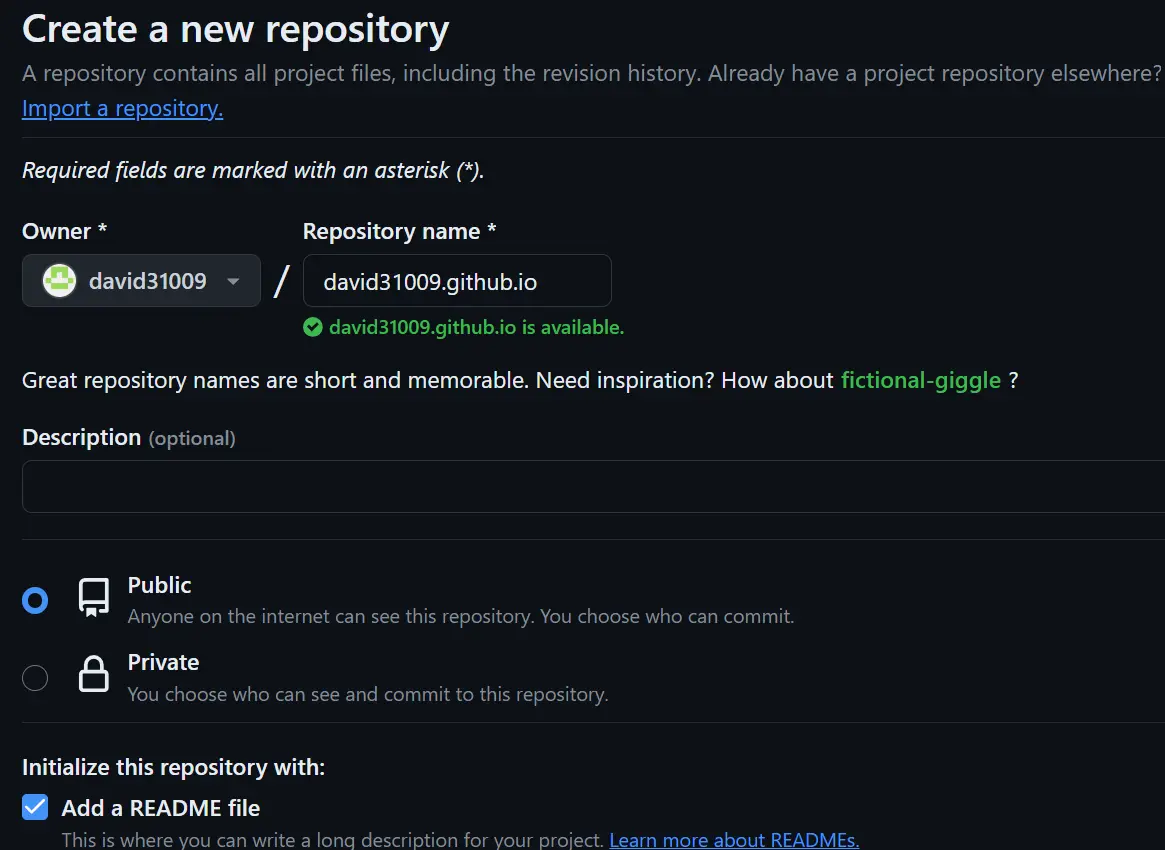 Create a new repository
A repository contains all project files, including the revision history. Already have a project repository elsewhere?
Import a repository.
Required fields are marked with an asterisk (*).
Owner * Repository name *
david31009 / david31009.github.io
david31009.github.io is available.
Great repository names are short and memorable. Need inspiration? How about fictional-giggle ?
Description (optional)
Public
Anyone on the internet can see this repository. You choose who can commit.
Private
You choose who can see and commit to this repository.
Initialize this repository with:
Add a README file
This is where you can write a long description for your project. Learn more about READMEs.